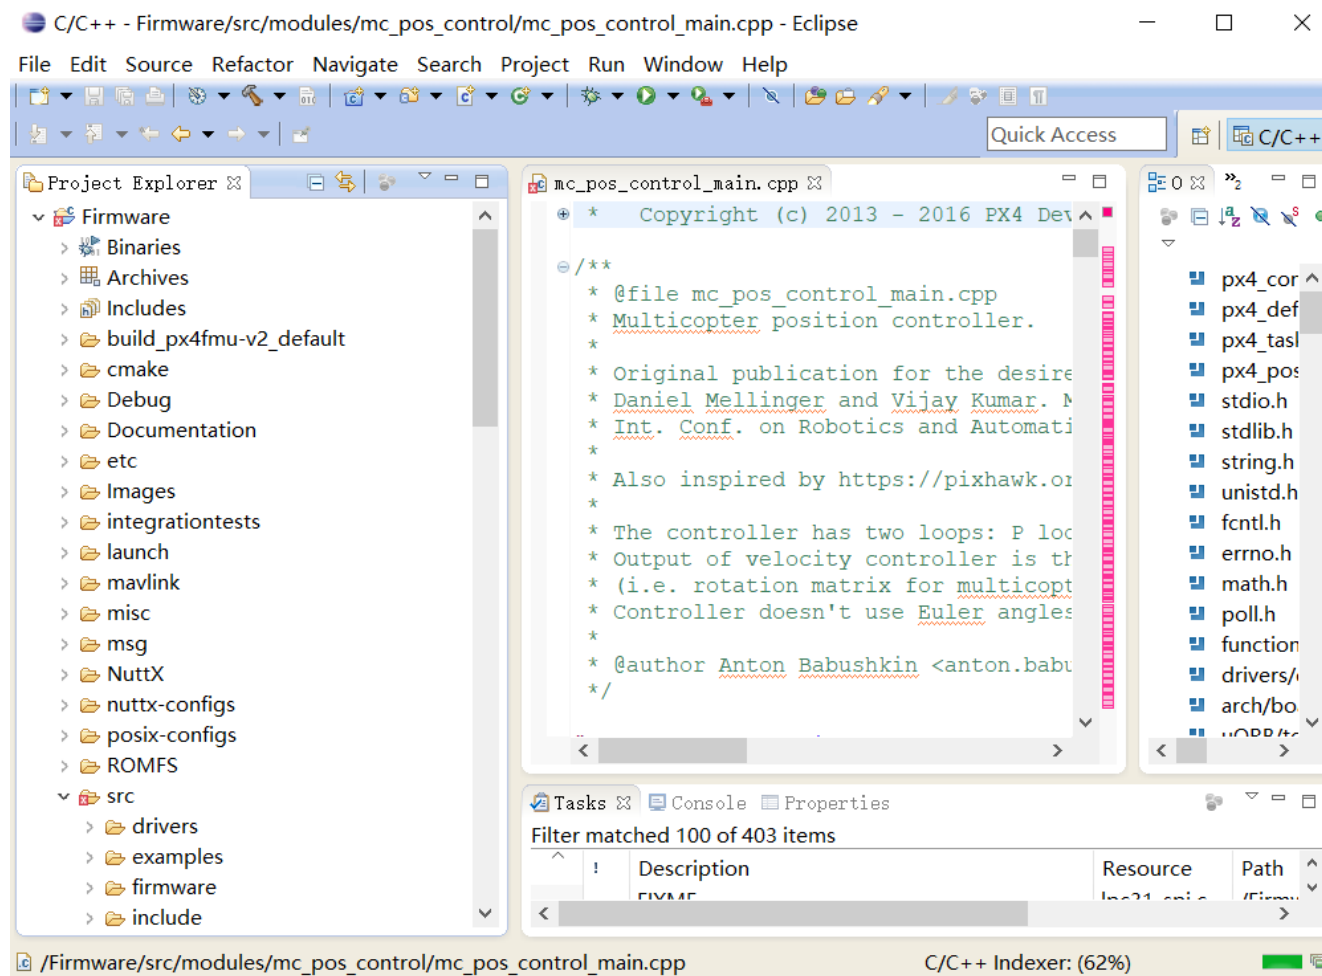 C/C++ - Firmware/src/modules/mc_pos_control/mc_pos_control_main.cpp - Eclipse
File Edit Source Refactor Navigate Search Project Run Window Help
Quick Access
C/C++
Project Explorer
Firmware
Binaries
Archives
Includes
build_px4fmu-v2_default
cmake
Debug
Documentation
etc
Images
integrationtests
launch
mavlink
misc
msg
NuttX
nuttx-configs
posix-configs
ROMFS
src
drivers
examples
firmware
include
mc_pos_control_main.cpp
* Copyright (c) 2013 - 2016 PX4 Dev
/**
* @file mc_pos_control_main.cpp
* Multicopter position controller.
*
* Original publication for the desire
* Daniel Mellinger and Vijay Kumar. M
* Int. Conf. on Robotics and Automati
*
* Also inspired by https://pixhawk.or
*
* The controller has two loops: P loo
* Output of velocity controller is th
* (i.e. rotation matrix for multicopt
* Controller doesn't use Euler angles
*
* @author Anton Babushkin <anton.babu
*/
O
»2
px4_cor
px4_def
px4_task
px4_pos
stdio.h
stdlib.h
string.h
unistd.h
fcntl.h
errno.h
math.h
poll.h
function
drivers/
arch/bo
Tasks Console Properties
Filter matched 100 of 403 items
! Description Resource Path
/Firmware/src/modules/mc_pos_control/mc_pos_control_main.cpp
C/C++ Indexer: (62%)